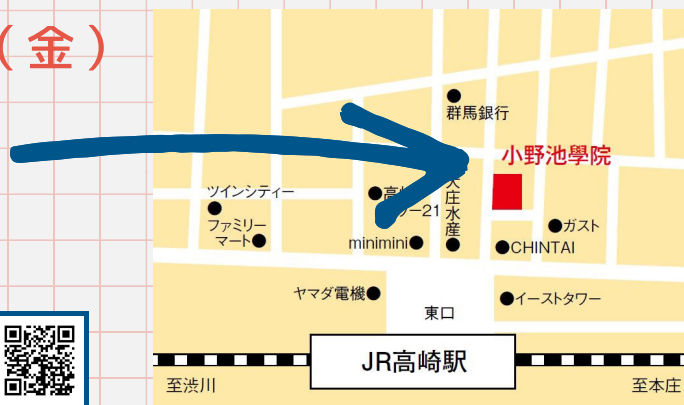 （金）
群馬銀行
小野池學院
ツインシティー
ファミリー
マート
ー21
庄水産
ガスト
minimini
CHINTAI
ヤマダ電機
イーストタワー
東口
JR高崎駅
至渋川
至本庄